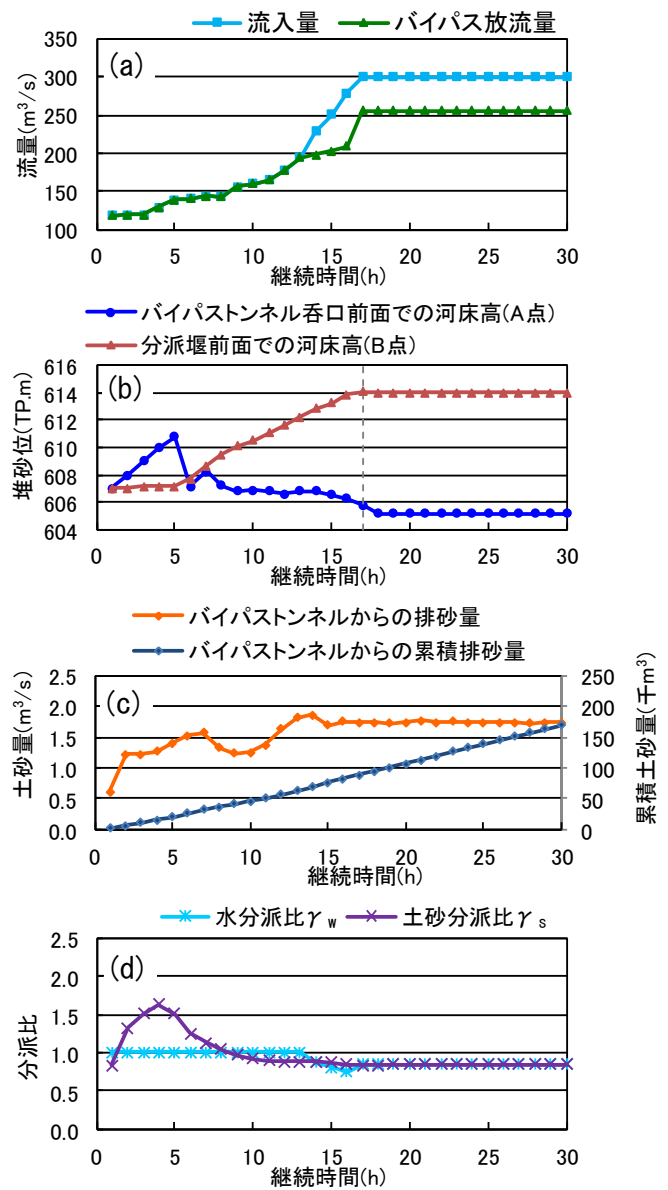 流入量 バイパス放流量
(a)
流量(m³/s)
350
300
250
200
150
100
0 5 10 15 20 25 30
継続時間(h)
バイパストンネル呑口前面での河床高(A点)
分派堰前面での河床高(B点)
(b)
堆砂位(TP.m)
616
614
612
610
608
606
604
0 5 10 15 20 25 30
継続時間(h)
バイパストンネルからの排砂量
バイパストンネルからの累積排砂量
(c)
土砂量(m³/s)
2.5
2.0
1.5
1.0
0.5
0.0
250
200
150
100
50
0
累積土砂量(千m³)
0 5 10 15 20 25 30
継続時間(h)
水分派比γw 土砂分派比γs
(d)
分派比
2.5
2.0
1.5
1.0
0.5
0.0
0 5 10 15 20 25 30
継続時間(h)